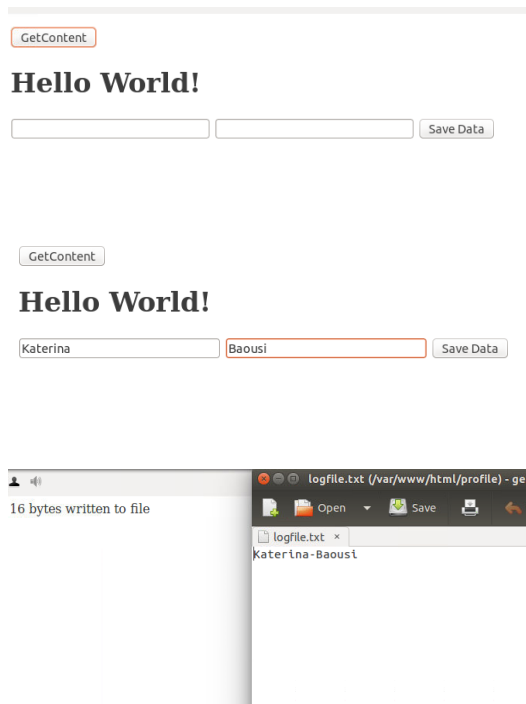 GetContent
Hello World!
Save Data
GetContent
Hello World!
Katerina Baousi Save Data
logfile.txt (/var/www/html/profile) - ge
16 bytes written to file
Open Save
logfile.txt ×
Katerina-Baousi